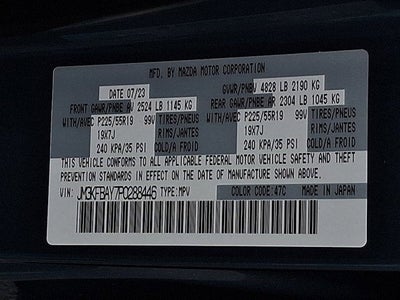 MFD. BY MAZDA MOTOR CORPORATION
DATE 07/23 GVWR/PNBV 4828 LB 2190 KG
FRONT GAWR/PNBE AV 2524 LB 1145 KG REAR GAWR/PNBE AR 2304 LB 1045 KG
WITH/AVEC P225/55R19 99V TIRES/PNEUS WITH/AVEC P225/55R19 99V TIRES/PNEUS
19X7J RIMS/JANTES 19X7J RIMS/JANTES
240 KPA/35 PSI COLD/A FROID 240 KPA/35 PSI COLD/A FROID
THIS VEHICLE CONFORMS TO ALL APPLICABLE FEDERAL MOTOR VEHICLE SAFETY AND THEFT
PREVENTION STANDARDS IN EFFECT ON THE DATE OF MANUFACTURE SHOWN ABOVE.
VIN: JM3KFBAY7P0288446 TYPE:MPV COLOR CODE:47C MADE IN JAPAN